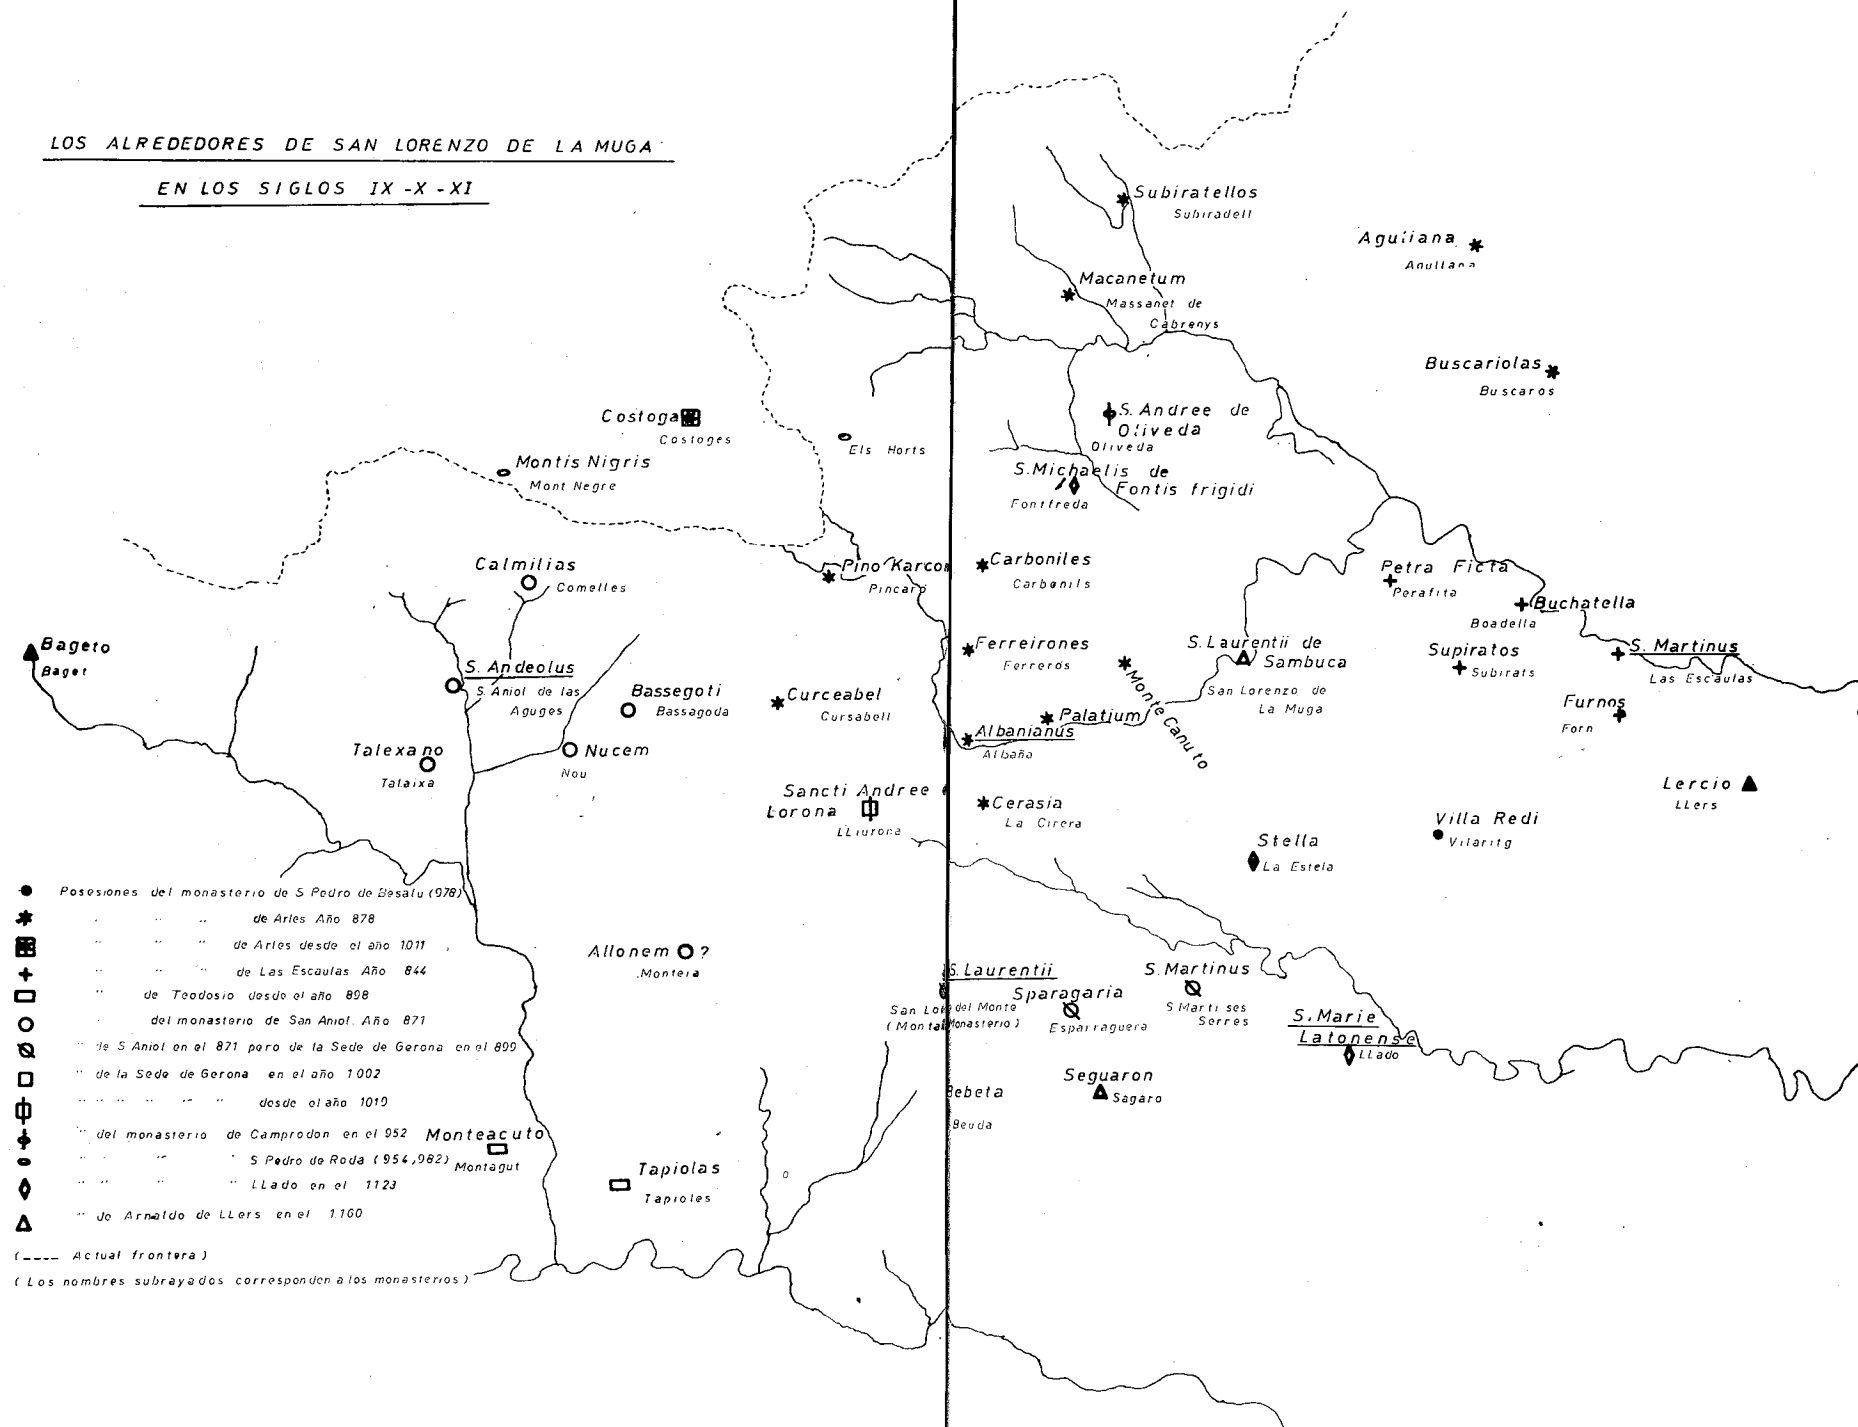 LOS ALREDEDORES DE SAN LORENZO DE LA MUGA
EN LOS SIGLOS IX-X-XI
Subiratellos
Subiradell
Aguliana
Agullana
Macanetum
Massanet de
Cabrenys
Buscariolas
Buscaros
Costoga
Costoges
S. Andree de
Oliveda
Oliveda
Els Horts
Montis Nigris
Mont Negre
S. Michaelis de
Fontis frigidi
Fontfreda
Calmilias
Comelles
Pino Karcon
Pincaró
Carboniles
Carbonils
Petra Ficta
Perafita
Buchatella
Boadella
Bageto
Baget
S. Andeolus
S. Aniol de las
Aguges
Bassegoti
Bassagoda
Curceabel
Cursabell
Ferreirones
Ferrerós
Monte Canuto
S. Laurentii de
Sambuca
San Lorenzo de
La Muga
Supiratos
Subirats
S. Martinus
Las Escaulas
Furnos
Forn
Talexano
Talaixa
Nucem
Nou
Albanianus
Albaña
Palatium
Sancti Andree
Lorona
LLiurona
Cerasia
La Cirera
Lercio
LLers
Villa Redi
Vilaritg
Stella
La Estela
Posesiones del monasterio de S Pedro de Besalu (978)
" " " de Arles Año 878
" " " de Arles desde el año 1011
" " " de Las Escaulas Año 844
" de Teodosio desde el año 898
" del monasterio de San Aniol. Año 871
" de S Aniol en el 871 pero de la Sede de Gerona en el 899
" de la Sede de Gerona en el año 1002
" " " " " " desde el año 1019
" del monasterio de Camprodon en el 952
" " " " S Pedro de Roda (954,982)
" " " " LLado en el 1123
" de Arnaldo de LLers en el 1160
(---- Actual frontera)
(Los nombres subrayados corresponden a los monasterios)
Allonem ?
Montera
S. Laurentii
San Lo del Monte
(Monta Monasterio)
Sparagaria
Esparraguera
S. Martinus
S Marti ses
Serres
S. Marie
Latonense
LLado
Bebeta
Beuda
Seguaron
Sagaro
Monteacuto
Montagut
Tapiolas
Tapioles